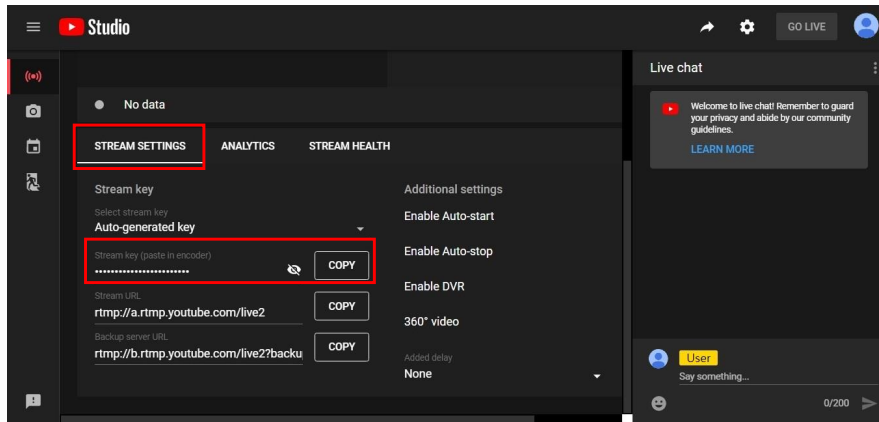 Studio
GO LIVE
No data
STREAM SETTINGS
ANALYTICS
STREAM HEALTH
Stream key
Select stream key
Auto-generated key
Stream key (paste in encoder)
••••••••••••••••••••••••
COPY
Stream URL
rtmp://a.rtmp.youtube.com/live2
COPY
Backup server URL
rtmp://b.rtmp.youtube.com/live2?backu
COPY
Additional settings
Enable Auto-start
Enable Auto-stop
Enable DVR
360° video
Added delay
None
Live chat
Welcome to live chat! Remember to guard
your privacy and abide by our community
guidelines.
LEARN MORE
User
Say something...
0/200